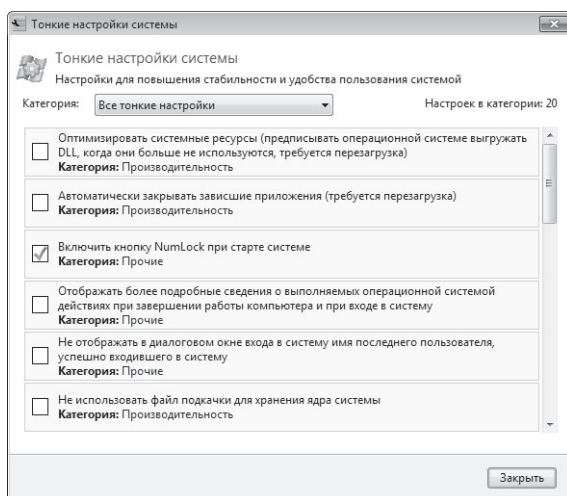 Тонкие настройки системы
Тонкие настройки системы
Настройки для повышения стабильности и удобства пользования системой
Категория: Все тонкие настройки Настроек в категории: 20
Оптимизировать системные ресурсы (предписывать операционной системе выгружать
DLL, когда они больше не используются, требуется перезагрузка)
Категория: Производительность
Автоматически закрывать зависшие приложения (требуется перезагрузка)
Категория: Производительность
Включить кнопку NumLock при старте системе
Категория: Прочие
Отображать более подробные сведения о выполняемых операционной системой
действиях при завершении работы компьютера и при входе в систему
Категория: Прочие
Не отображать в диалоговом окне входа в систему имя последнего пользователя,
успешно входившего в систему
Категория: Прочие
Не использовать файл подкачки для хранения ядра системы
Категория: Производительность
Закрыть